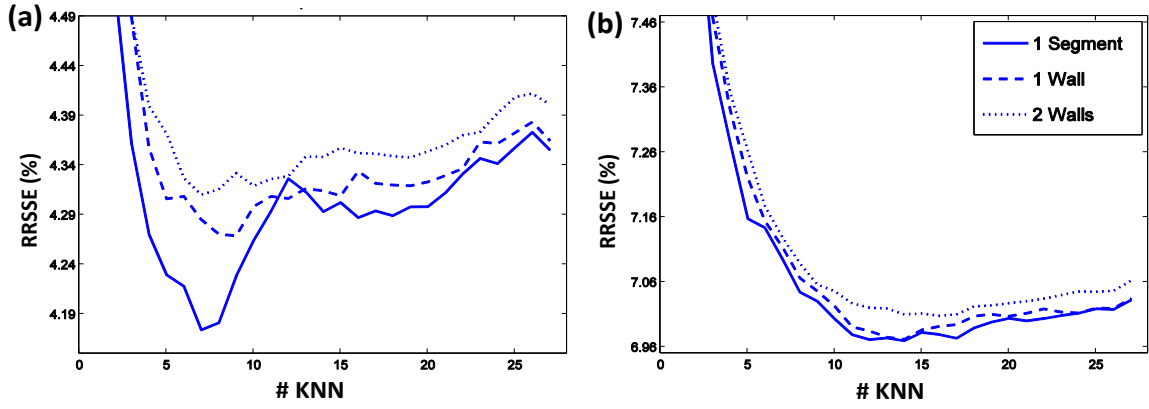 (a)
4.49
4.44
4.39
4.34
4.29
4.24
4.19
RRSSE (%)
0 5 10 15 20 25
# KNN
(b)
7.46
7.36
7.26
7.16
7.06
6.96
RRSSE (%)
0 5 10 15 20 25
# KNN
1 Segment
1 Wall
2 Walls